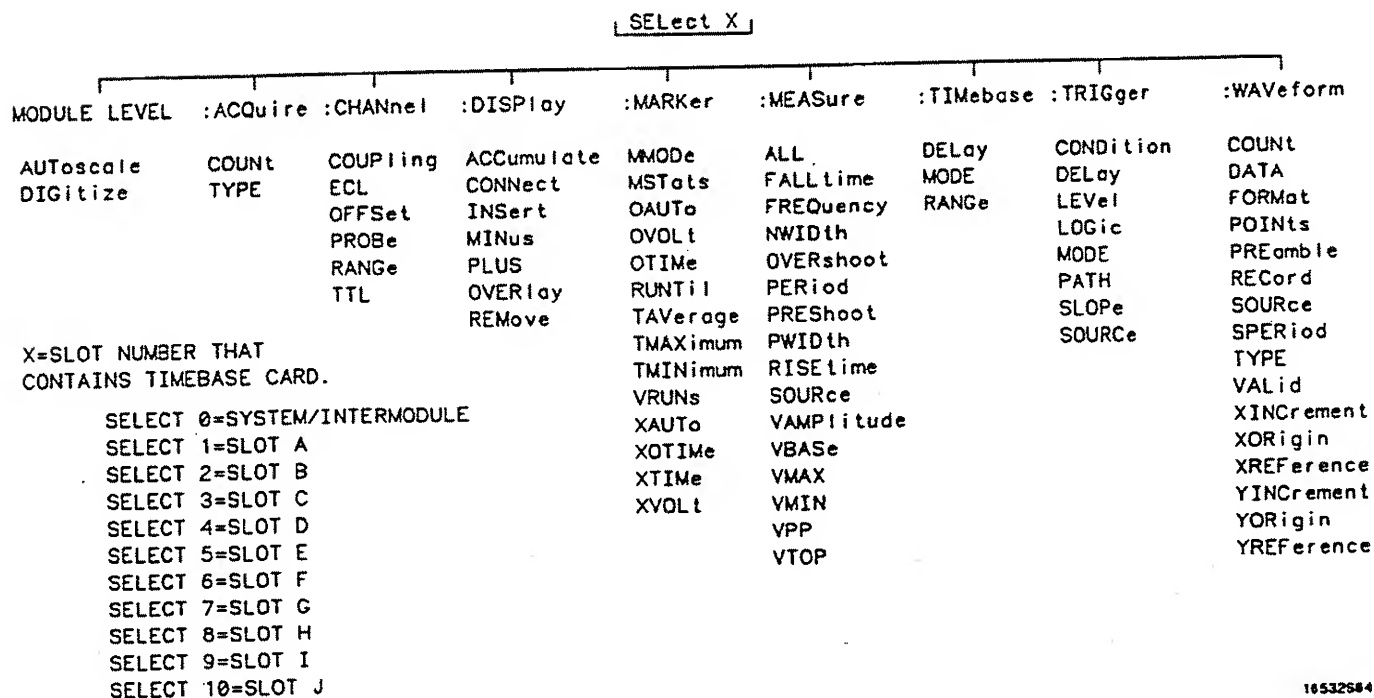 SELect X
MODULE LEVEL :ACQuire :CHANnel :DISPlay :MARKer :MEASure :TIMebase :TRIGger :WAVeform
AUToscale COUNt COUPling ACCumulate MMODe ALL DELay CONDition COUNt
DIGitize TYPE ECL CONNect MSTats FALLtime MODE DELay DATA
OFFSet INSert OAUTo FREQuency RANGe LEVel FORMat
PROBe MINus OVOLt NWIDth LOGic POINts
RANGe PLUS OTIMe OVERshoot MODE PREamble
TTL OVERlay RUNTil PERiod PATH RECord
REMove TAVerage PREShoot SLOPe SOURce
TMAXimum PWIDth SOURCe SPERiod
TMINimum RISEtime TYPE
VRUNs SOURce VALid
XAUTo VAMPlitude XINCrement
XOTIMe VBASe XORigin
XTIMe VMAX XREFerence
XVOLt VMIN YINCrement
VPP YORigin
VTOP YREFerence
X=SLOT NUMBER THAT
CONTAINS TIMEBASE CARD.
SELECT 0=SYSTEM/INTERMODULE
SELECT 1=SLOT A
SELECT 2=SLOT B
SELECT 3=SLOT C
SELECT 4=SLOT D
SELECT 5=SLOT E
SELECT 6=SLOT F
SELECT 7=SLOT G
SELECT 8=SLOT H
SELECT 9=SLOT I
SELECT 10=SLOT J
16532S84